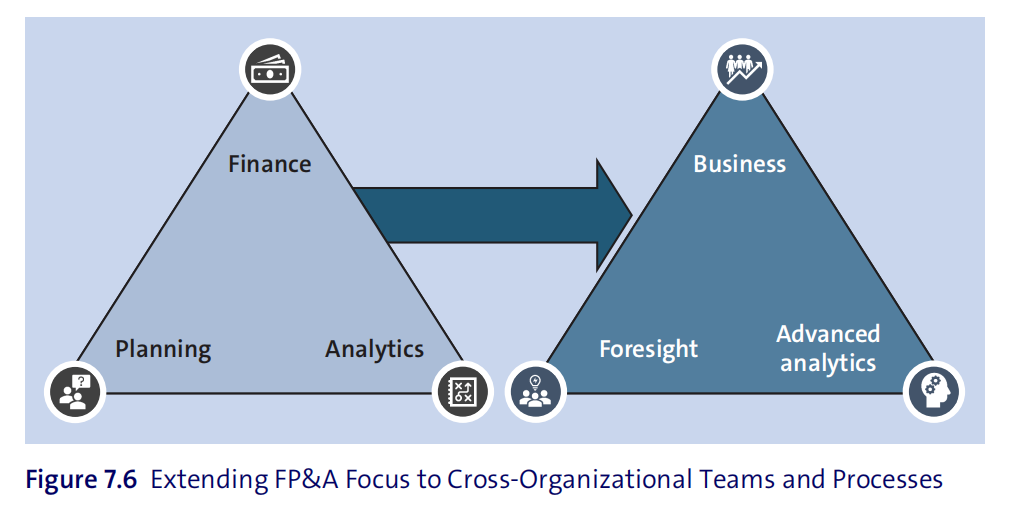 Finance
Business
Planning
Analytics
Foresight
Advanced
analytics
Figure 7.6 Extending FP&A Focus to Cross-Organizational Teams and Processes